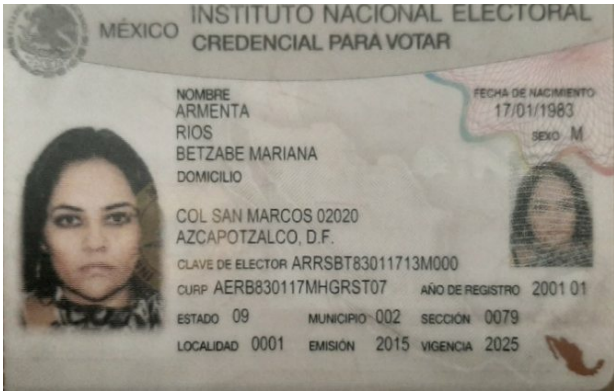 MÉXICO
INSTITUTO NACIONAL ELECTORAL
CREDENCIAL PARA VOTAR
NOMBRE
ARMENTA
RIOS
BETZABE MARIANA
FECHA DE NACIMIENTO
17/01/1983
SEXO M
DOMICILIO
COL SAN MARCOS 02020
AZCAPOTZALCO, D.F.
CLAVE DE ELECTOR ARRSBT83011713M000
CURP AERB830117MHGRST07 AÑO DE REGISTRO 2001 01
ESTADO 09 MUNICIPIO 002 SECCIÓN 0079
LOCALIDAD 0001 EMISIÓN 2015 VIGENCIA 2025